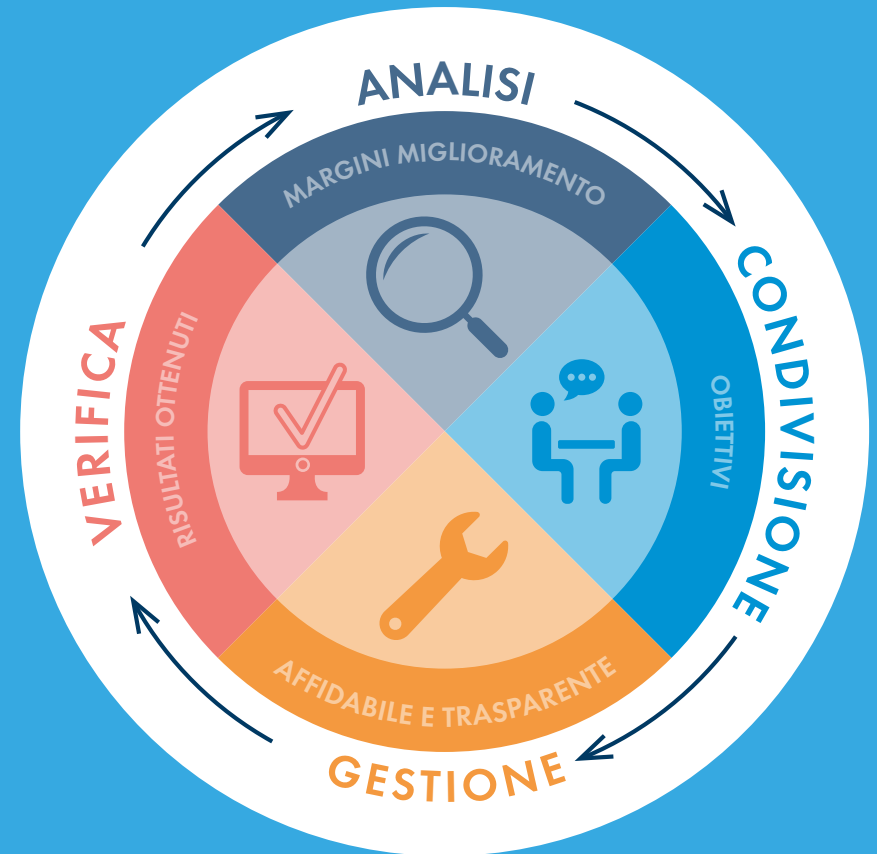 ANALISI
MARGINI MIGLIORAMENTO
CONDIVISIONE
OBIETTIVI
GESTIONE
AFFIDABILE E TRASPARENTE
VERIFICA
RISULTATI OTTENUTI